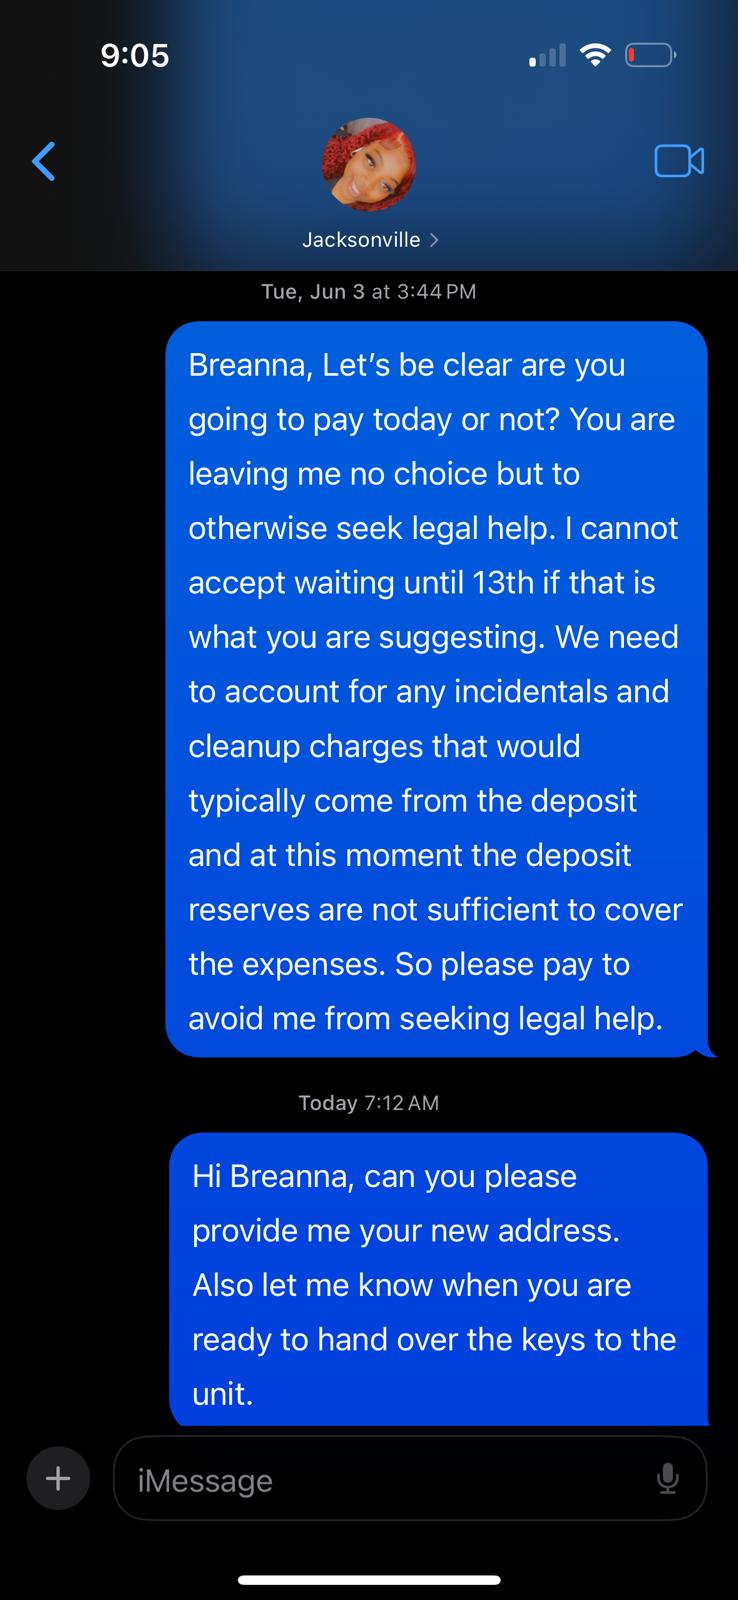 9:05
Jacksonville
Tue, Jun 3 at 3:44 PM
Breanna, Let’s be clear are you
going to pay today or not? You are
leaving me no choice but to
otherwise seek legal help. I cannot
accept waiting until 13th if that is
what you are suggesting. We need
to account for any incidentals and
cleanup charges that would
typically come from the deposit
and at this moment the deposit
reserves are not sufficient to cover
the expenses. So please pay to
avoid me from seeking legal help.
Today 7:12 AM
Hi Breanna, can you please
provide me your new address.
Also let me know when you are
ready to hand over the keys to the
unit.
iMessage